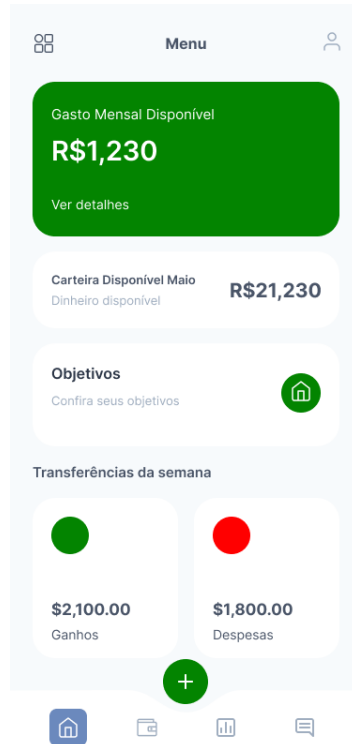 Menu
Gasto Mensal Disponível
R$1,230
Ver detalhes
Carteira Disponível Maio
Dinheiro disponível
R$21,230
Objetivos
Confira seus objetivos
Transferências da semana
$2,100.00
Ganhos
$1,800.00
Despesas